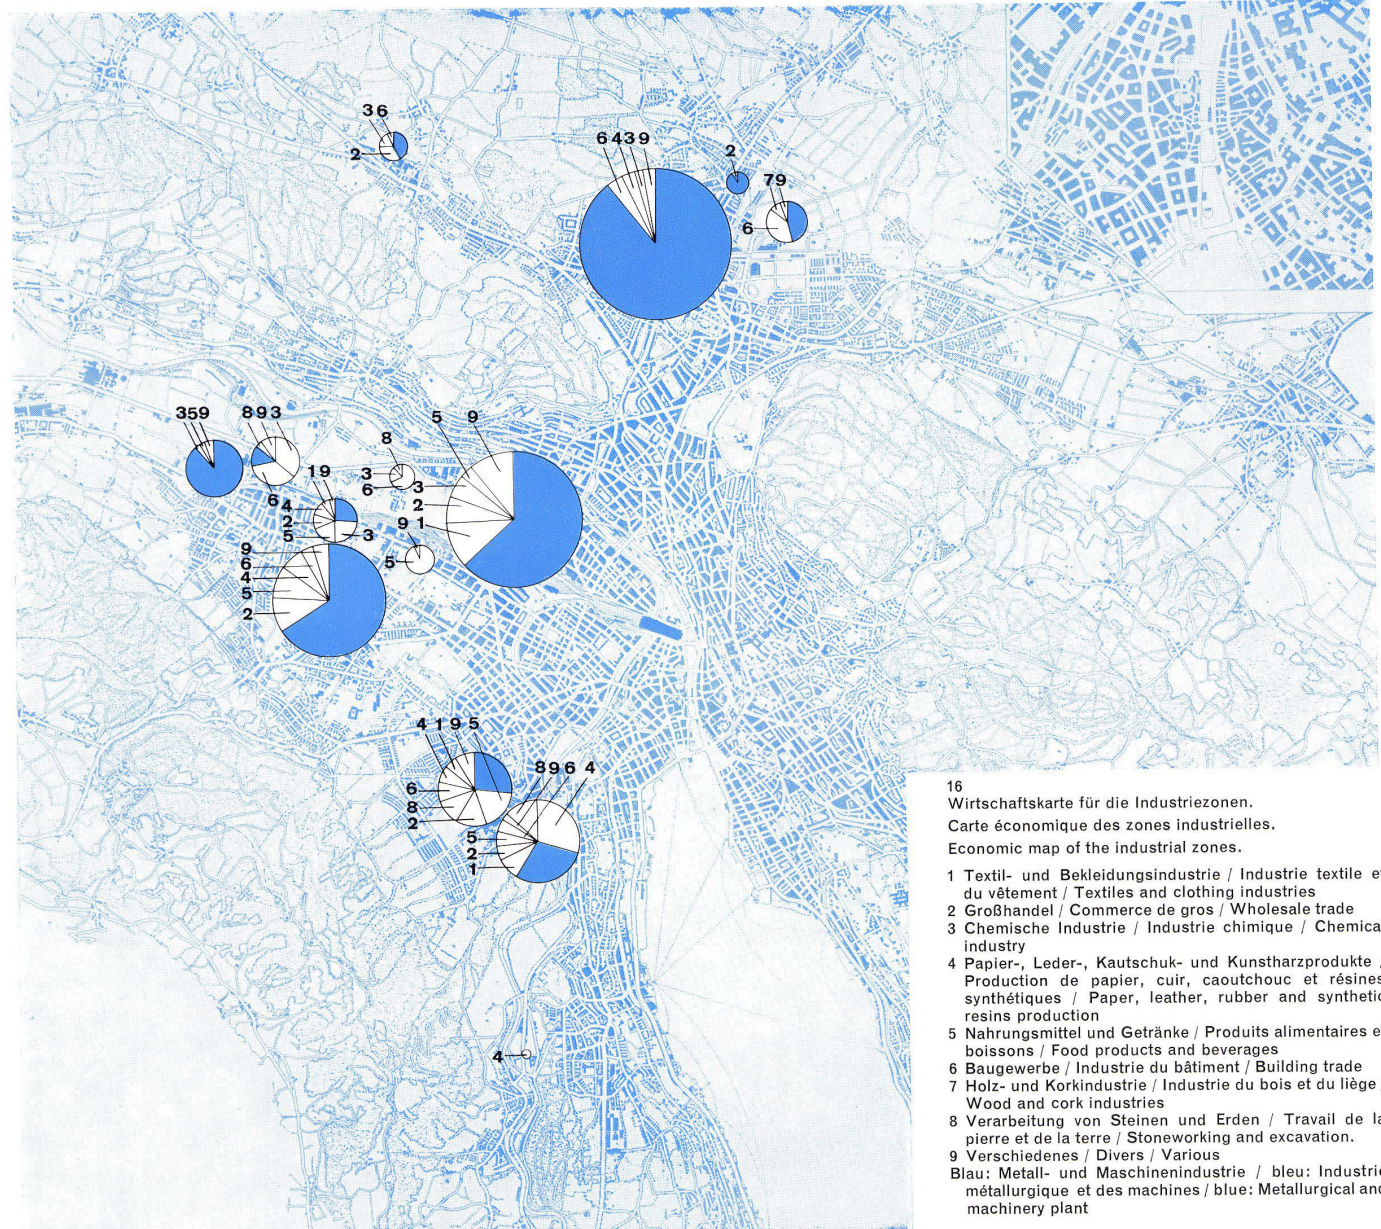 36
2
6439
2
79
6
359
893
6
8
3
6
5 9
3
2
1
19
4
2
5
3
9
5
9
6
4
5
2
4 1 9 5
6
8
2
8 9 6 4
5
2
1
4
16
Wirtschaftskarte für die Industriezonen.
Carte économique des zones industrielles.
Economic map of the industrial zones.
1 Textil- und Bekleidungsindustrie / Industrie textile et
du vêtement / Textiles and clothing industries
2 Großhandel / Commerce de gros / Wholesale trade
3 Chemische Industrie / Industrie chimique / Chemica
industry
4 Papier-, Leder-, Kautschuk- und Kunstharzprodukte /
Production de papier, cuir, caoutchouc et résines
synthétiques / Paper, leather, rubber and synthetic
resins production
5 Nahrungsmittel und Getränke / Produits alimentaires e
boissons / Food products and beverages
6 Baugewerbe / Industrie du bâtiment / Building trade
7 Holz- und Korkindustrie / Industrie du bois et du liège /
Wood and cork industries
8 Verarbeitung von Steinen und Erden / Travail de la
pierre et de la terre / Stoneworking and excavation.
9 Verschiedenes / Divers / Various
Blau: Metall- und Maschinenindustrie / bleu: Industrie
métallurgique et des machines / blue: Metallurgical and
machinery plant